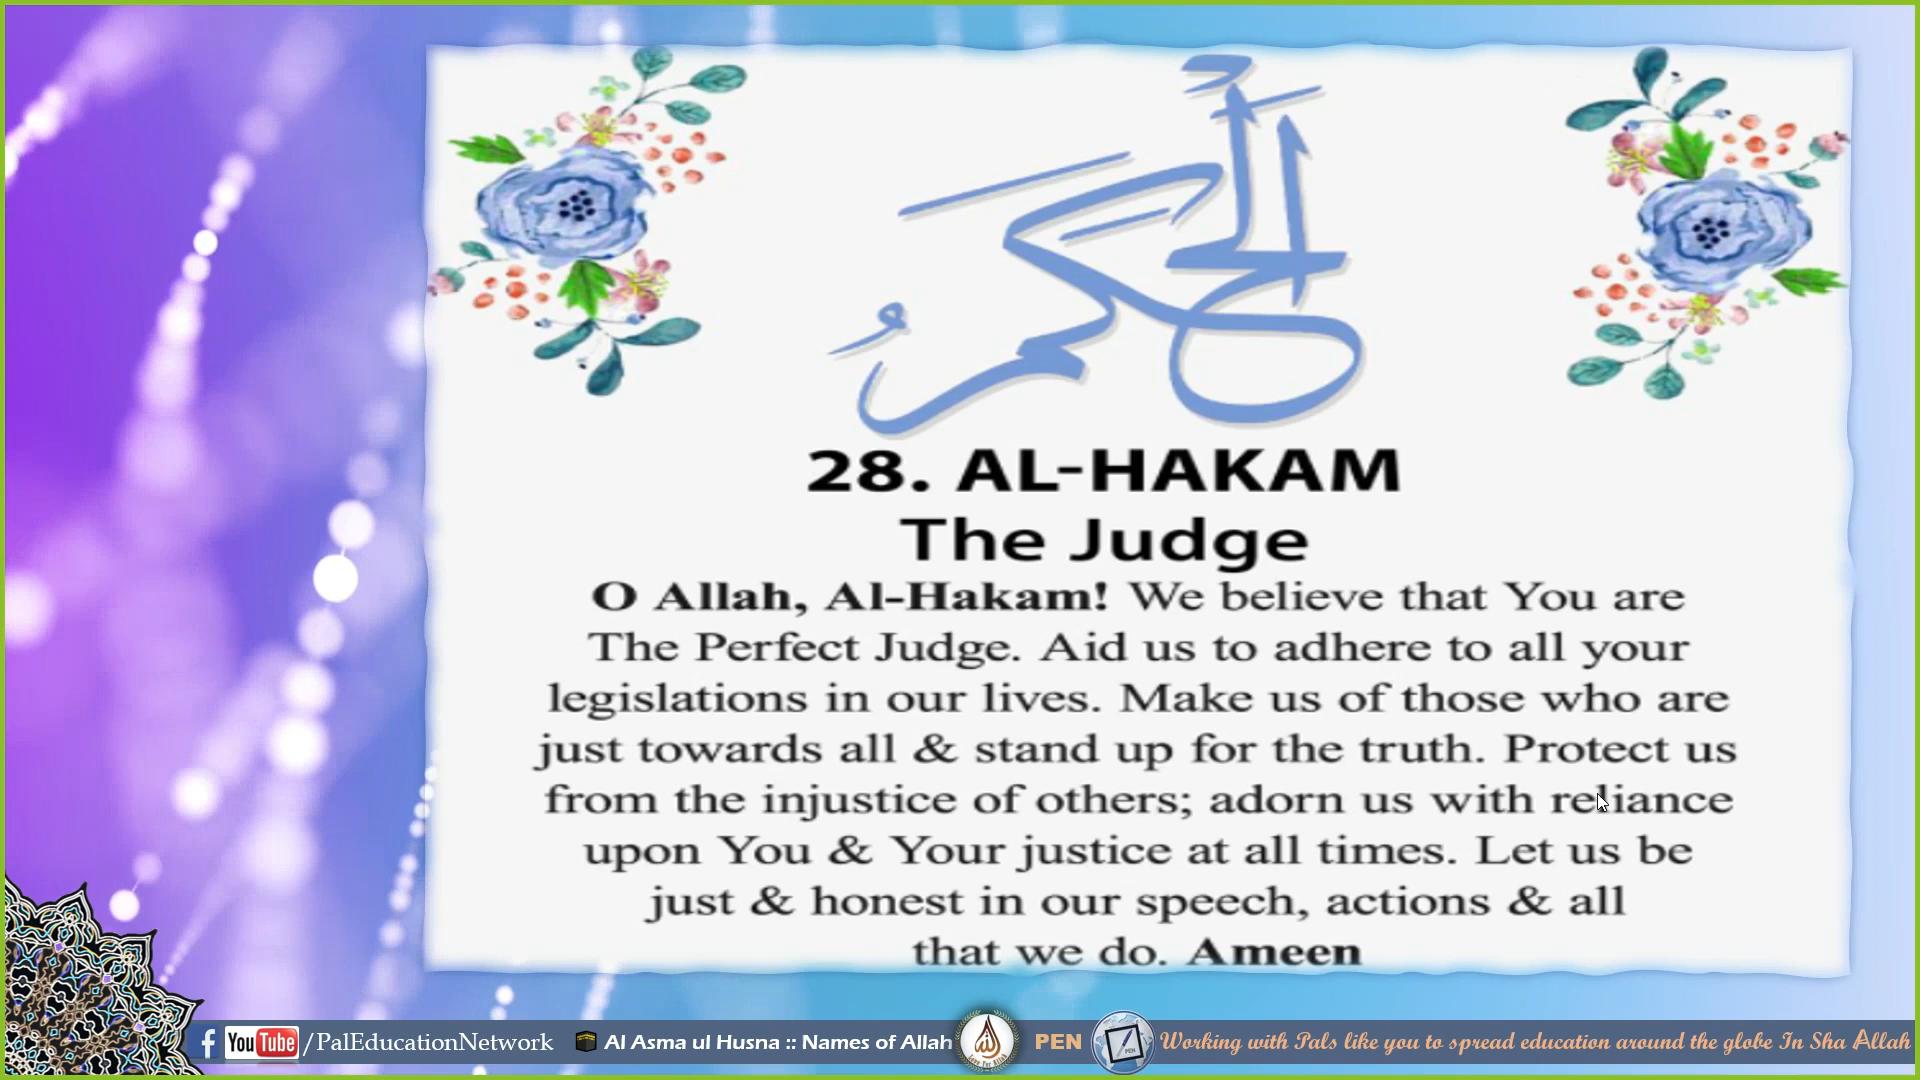 الحكم
28. AL-HAKAM
The Judge
O Allah, Al-Hakam! We believe that You are
The Perfect Judge. Aid us to adhere to all your
legislations in our lives. Make us of those who are
just towards all & stand up for the truth. Protect us
from the injustice of others; adorn us with reliance
upon You & Your justice at all times. Let us be
just & honest in our speech, actions & all
that we do. Ameen
f YouTube /PalEducationNetwork Al Asma ul Husna :: Names of Allah PEN Working with Pals like you to spread education around the globe In Sha Allah